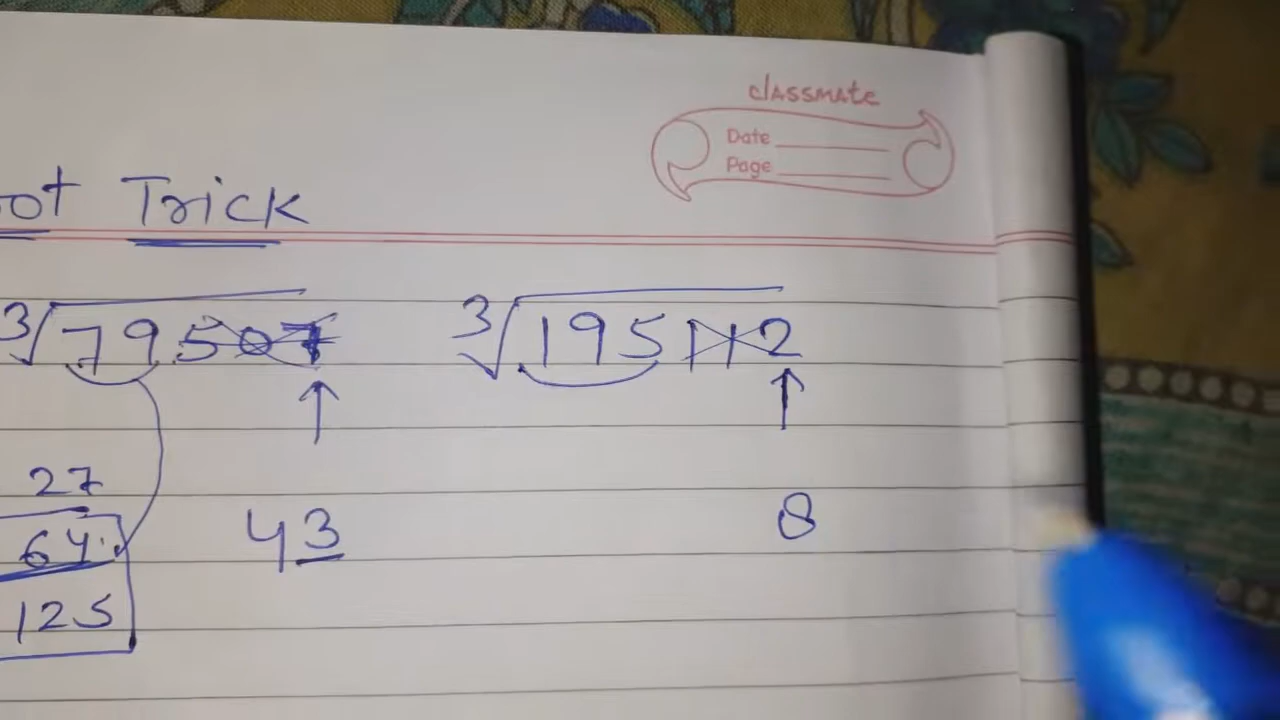 classmate
Date
Page
ot Trick
3√79507 3√195112
27
64
125
43
8